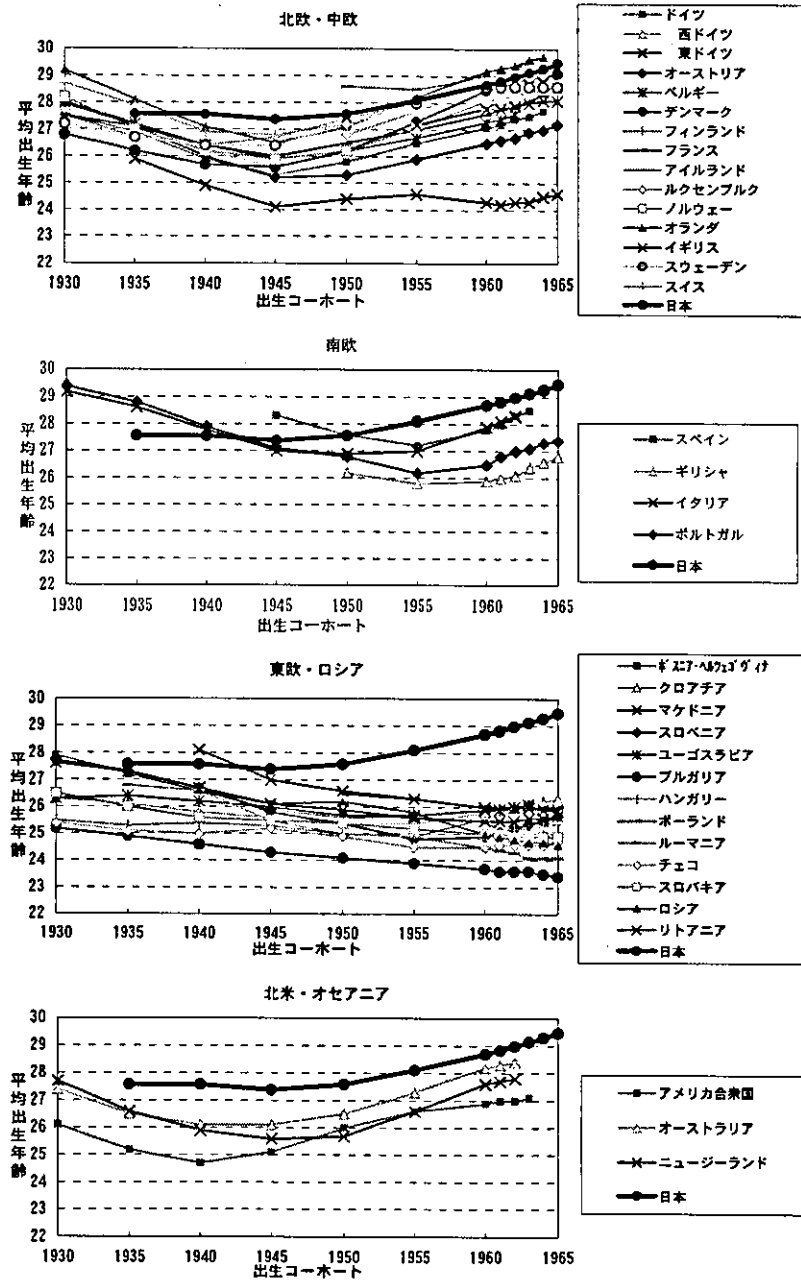 北欧・中欧
平均出生年齢
30
29
28
27
26
25
24
23
22
1930 1935 1940 1945 1950 1955 1960 1965
出生コーホート
ドイツ
西ドイツ
東ドイツ
オーストリア
ベルギー
デンマーク
フィンランド
フランス
アイルランド
ルクセンブルク
ノルウェー
オランダ
イギリス
スウェーデン
スイス
日本
南欧
平均出生年齢
30
29
28
27
26
25
24
23
22
1930 1935 1940 1945 1950 1955 1960 1965
出生コーホート
スペイン
ギリシャ
イタリア
ポルトガル
日本
東欧・ロシア
平均出生年齢
30
29
28
27
26
25
24
23
22
1930 1935 1940 1945 1950 1955 1960 1965
出生コーホート
ボスニア・ヘルツェゴヴィナ
クロアチア
マケドニア
スロベニア
ユーゴスラビア
ブルガリア
ハンガリー
ポーランド
ルーマニア
チェコ
スロバキア
ロシア
リトアニア
日本
北米・オセアニア
平均出生年齢
30
29
28
27
26
25
24
23
22
1930 1935 1940 1945 1950 1955 1960 1965
出生コーホート
アメリカ合衆国
オーストラリア
ニュージーランド
日本